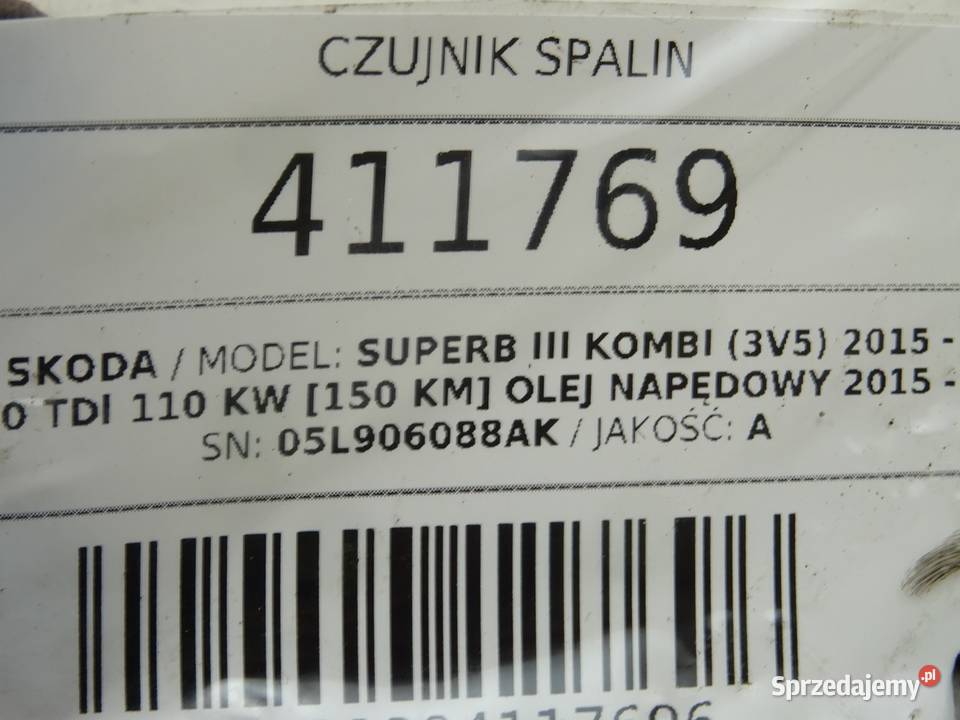 CZUJNIK SPALIN
411769
SKODA / MODEL: SUPERB III KOMBI (3V5) 2015 -
0 TDI 110 KW [150 KM] OLEJ NAPĘDOWY 2015 -
SN: 05L906088AK / JAKOŚĆ: A
Sprzedajemy.pl